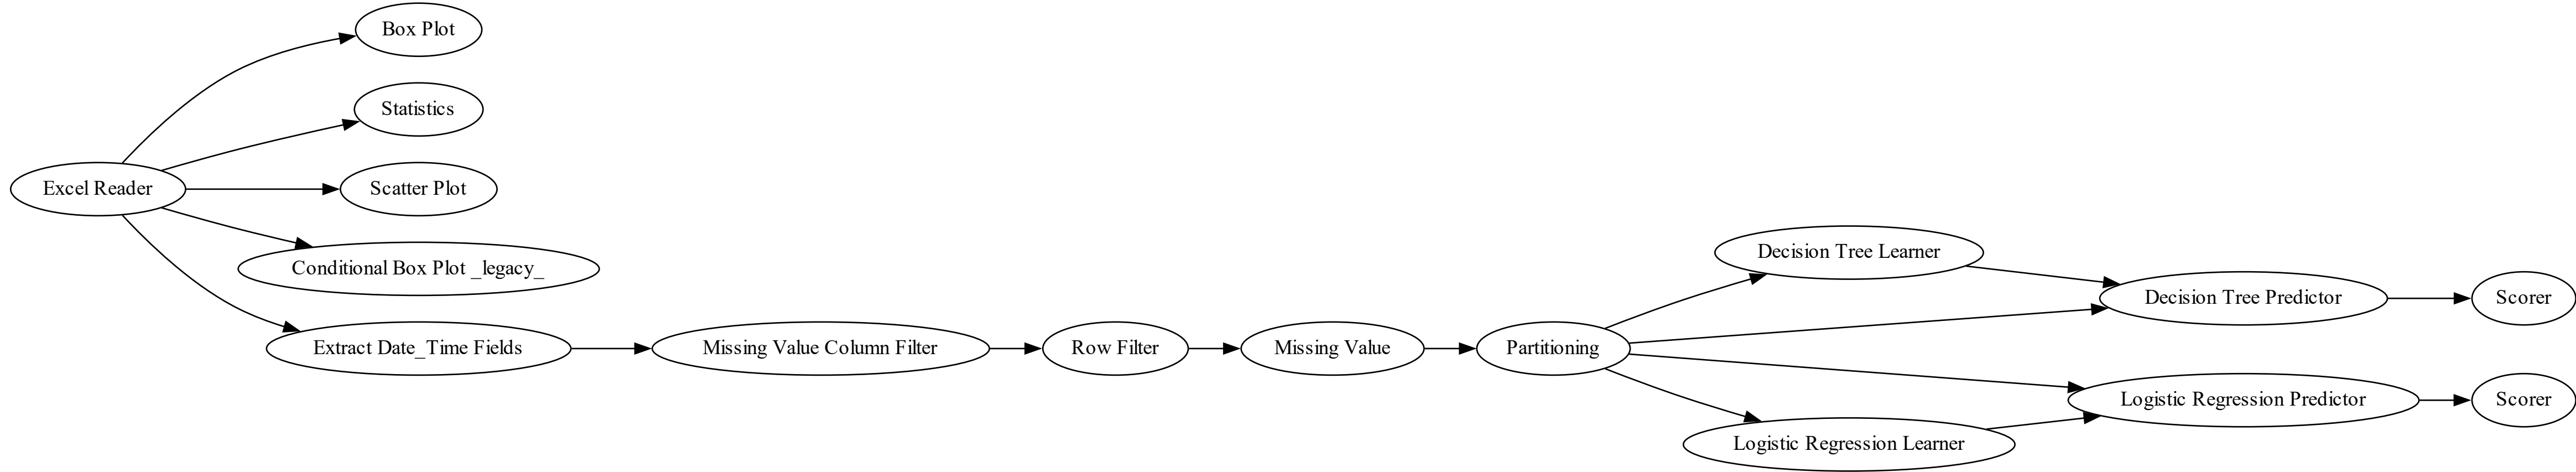 Box Plot
Statistics
Excel Reader
Scatter Plot
Conditional Box Plot _legacy_
Extract Date_Time Fields
Missing Value Column Filter
Row Filter
Missing Value
Partitioning
Decision Tree Learner
Decision Tree Predictor
Scorer
Logistic Regression Predictor
Scorer
Logistic Regression Learner